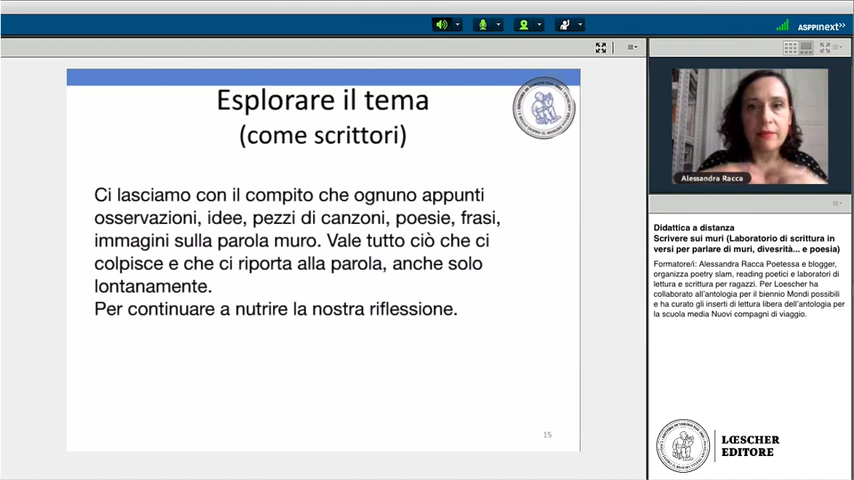 ASPPInext>>
Esplorare il tema
(come scrittori)
Ci lasciamo con il compito che ognuno appunti
osservazioni, idee, pezzi di canzoni, poesie, frasi,
immagini sulla parola muro. Vale tutto ciò che ci
colpisce e che ci riporta alla parola, anche solo
lontanamente.
Per continuare a nutrire la nostra riflessione.
15
Alessandra Racca
Didattica a distanza
Scrivere sui muri (Laboratorio di scrittura in
versi per parlare di muri, divesrità... e poesia)
Formatore/i: Alessandra Racca Poetessa e blogger,
organizza poetry slam, reading poetici e laboratori di
lettura e scrittura per ragazzi. Per Loescher ha
collaborato all'antologia per il biennio Mondi possibili
e ha curato gli inserti di lettura libera dell'antologia per
la scuola media Nuovi compagni di viaggio.
LŒSCHER
EDITORE